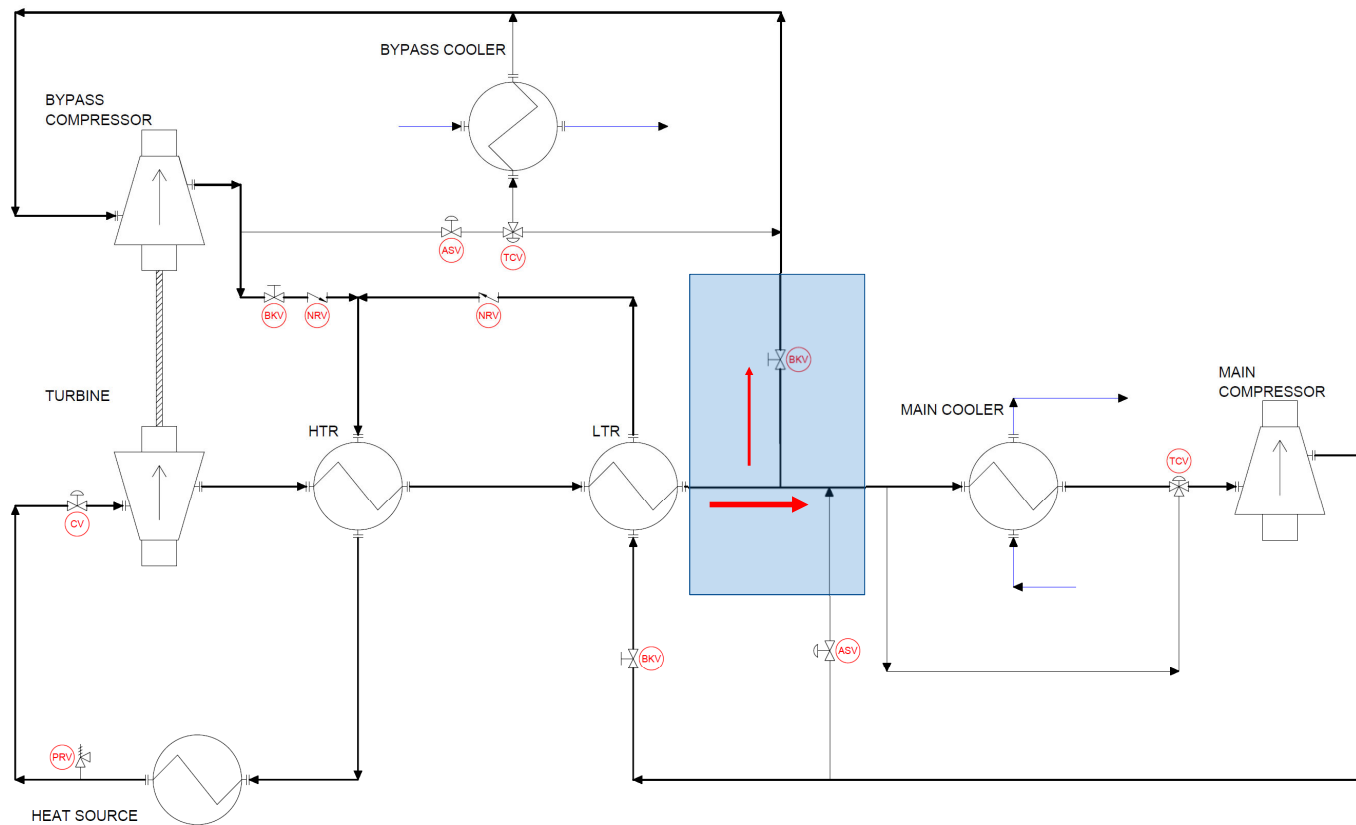 BYPASS COOLER
BYPASS
COMPRESSOR
ASV
TCV
BKV
NRV
NRV
BKV
TURBINE
HTR
LTR
MAIN COOLER
MAIN
COMPRESSOR
TCV
CV
BKV
ASV
PRV
HEAT SOURCE